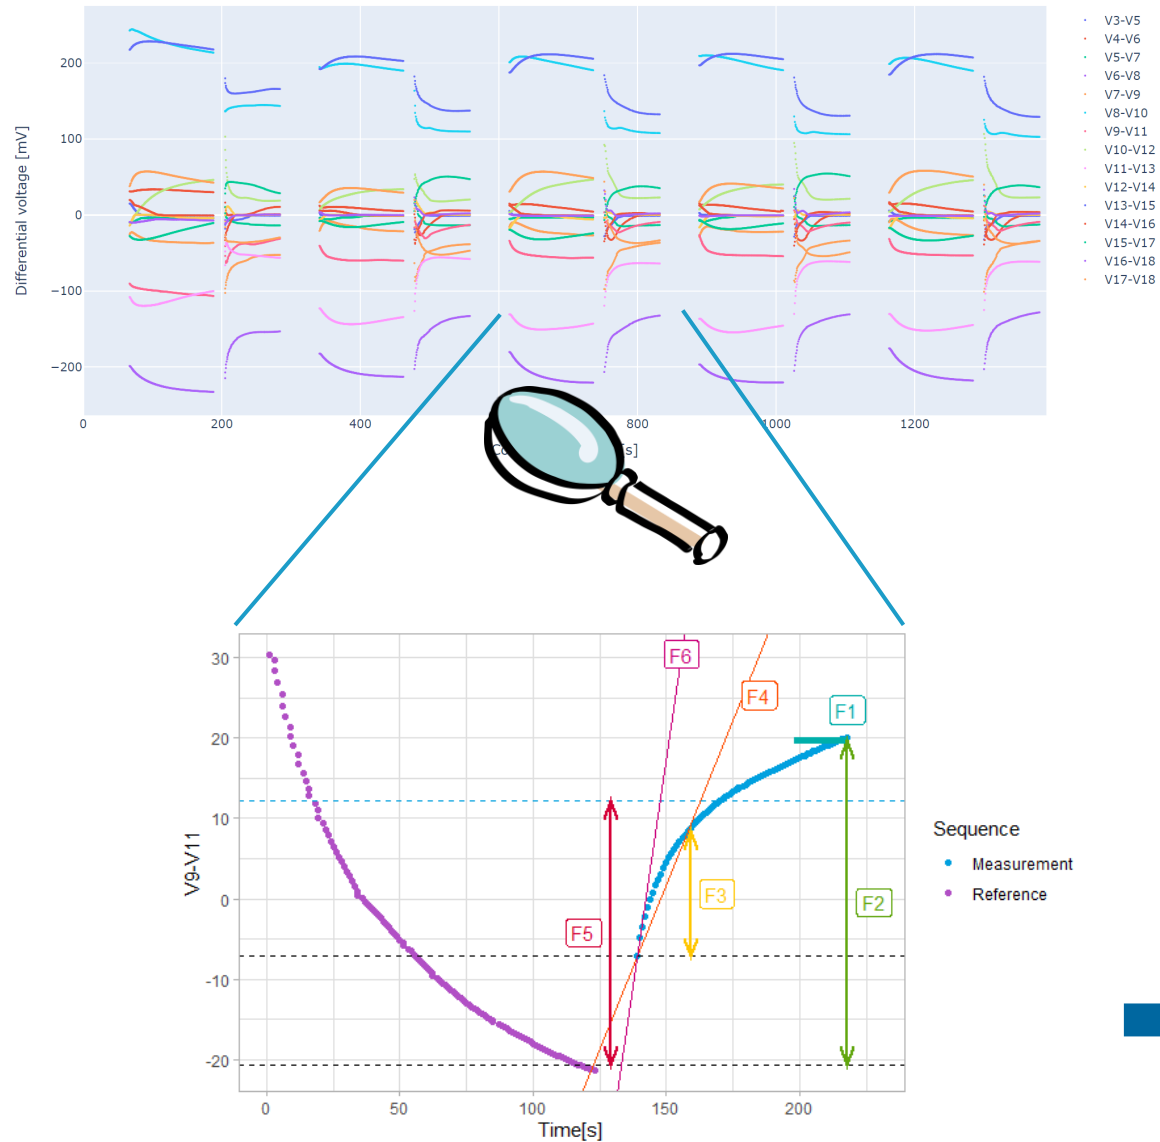 Differential voltage [mV]
200
100
0
−100
−200
0
200
400
800
1000
1200
Co
s]
V3-V5
V4-V6
V5-V7
V6-V8
V7-V9
V8-V10
V9-V11
V10-V12
V11-V13
V12-V14
V13-V15
V14-V16
V15-V17
V16-V18
V17-V18
V9-V11
30
20
10
0
-10
-20
F6
F4
F1
F3
F2
F5
0
50
100
150
200
Time[s]
Sequence
Measurement
Reference